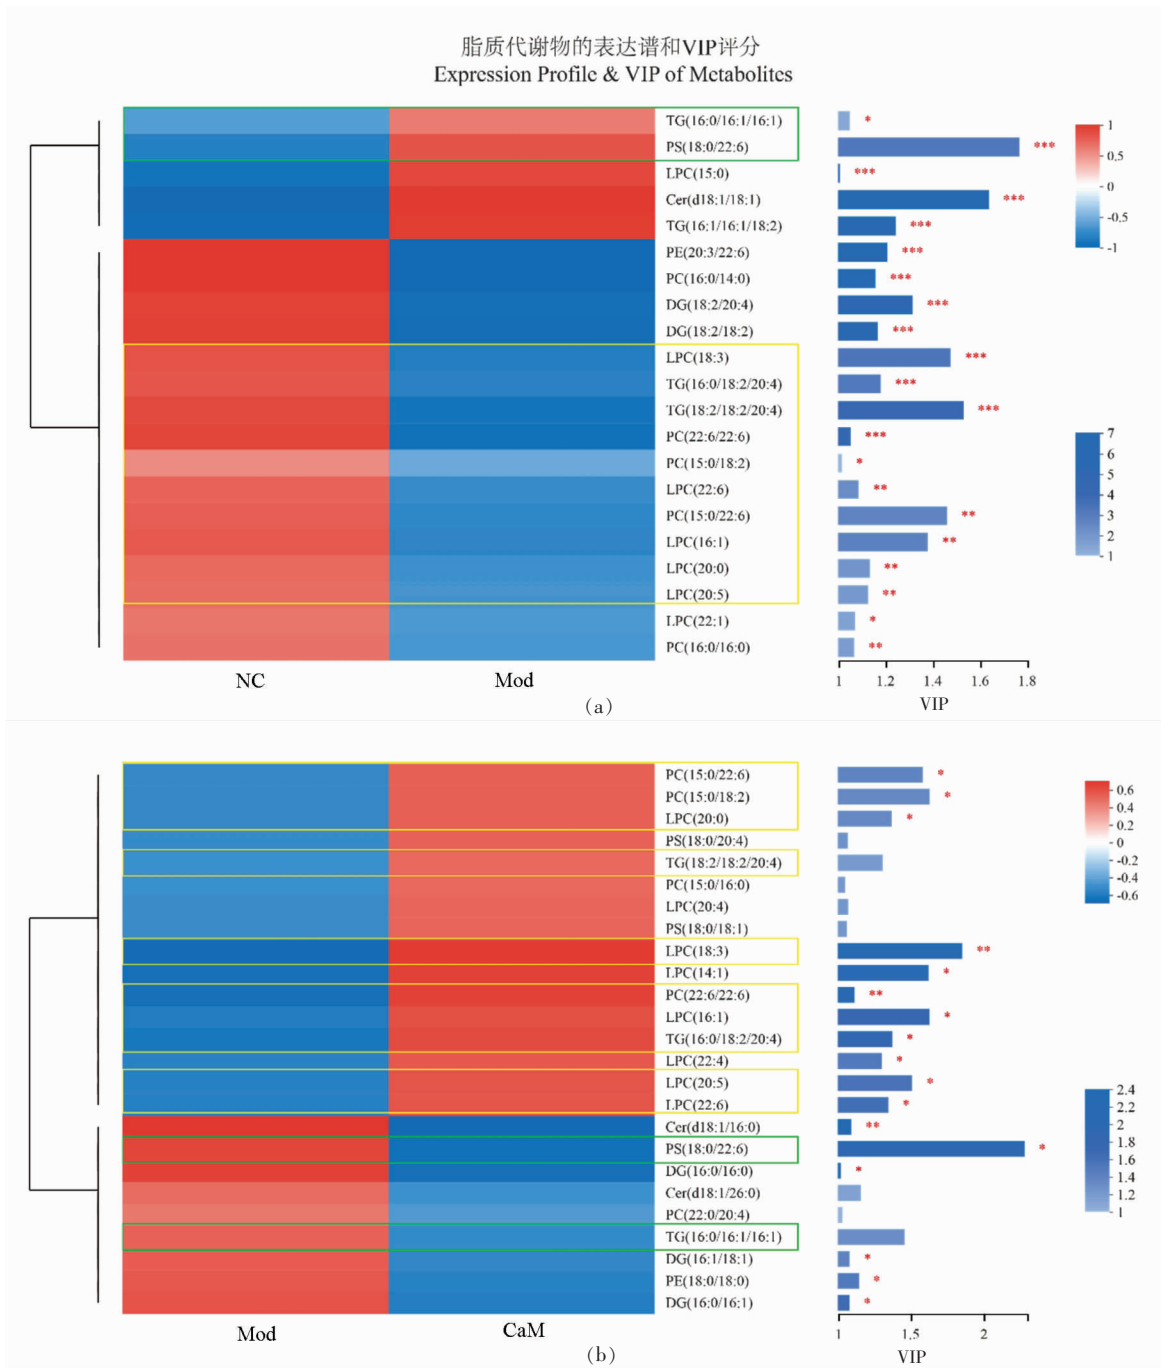 脂质代谢物的表达谱和VIP评分
Expression Profile & VIP of Metabolites
TG(16:0/16:1/16:1) *
PS(18:0/22:6) ***
LPC(15:0) ***
Cer(d18:1/18:1) ***
TG(16:1/16:1/18:2) ***
PE(20:3/22:6) ***
PC(16:0/14:0) ***
DG(18:2/20:4) ***
DG(18:2/18:2) ***
LPC(18:3) ***
TG(16:0/18:2/20:4) ***
TG(18:2/18:2/20:4) ***
PC(22:6/22:6) ***
PC(15:0/18:2) *
LPC(22:6) **
PC(15:0/22:6) **
LPC(16:1) **
LPC(20:0) **
LPC(20:5) **
LPC(22:1) *
PC(16:0/16:0) **
1
0.5
0
-0.5
-1
7
6
5
4
3
2
1
1 1.2 1.4 1.6 1.8
NC Mod VIP
(a)
PC(15:0/22:6) *
PC(15:0/18:2) *
LPC(20:0) *
PS(18:0/20:4)
TG(18:2/18:2/20:4)
PC(15:0/16:0)
LPC(20:4)
PS(18:0/18:1)
LPC(18:3) **
LPC(14:1) *
PC(22:6/22:6) **
LPC(16:1) *
TG(16:0/18:2/20:4) *
LPC(22:4) *
LPC(20:5) *
LPC(22:6) *
Cer(d18:1/16:0) **
PS(18:0/22:6) *
DG(16:0/16:0) *
Cer(d18:1/26:0)
PC(22:0/20:4)
TG(16:0/16:1/16:1)
DG(16:1/18:1) *
PE(18:0/18:0) *
DG(16:0/16:1) *
0.6
0.4
0.2
0
-0.2
-0.4
-0.6
2.4
2.2
2
1.8
1.6
1.4
1.2
1
1 1.5 2
Mod CaM VIP
(b)